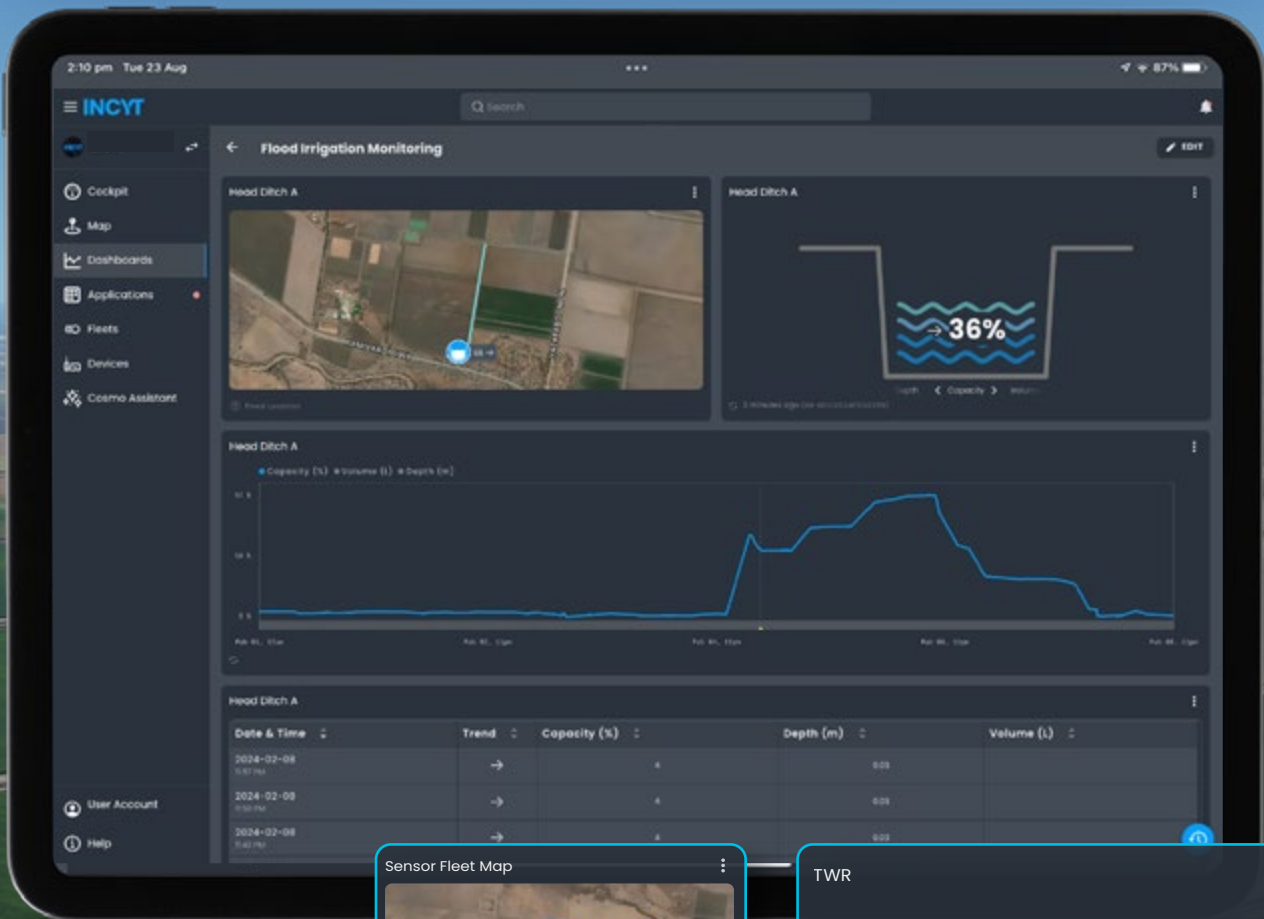 2:10 pm Tue 23 Aug
87%
INCYT
Search
Flood Irrigation Monitoring
EDIT
Cockpit
Map
Dashboards
Applications
Fleets
Devices
Cosmo Assistant
User Account
Help
Head Ditch A
Head Ditch A
36%
Capacity
Head Ditch A
Capacity (%) Volume (L) Depth (m)
Head Ditch A
Date & Time Trend Capacity (%) Depth (m) Volume (L)
2024-02-08
2024-02-08
2024-02-08
Sensor Fleet Map
TWR